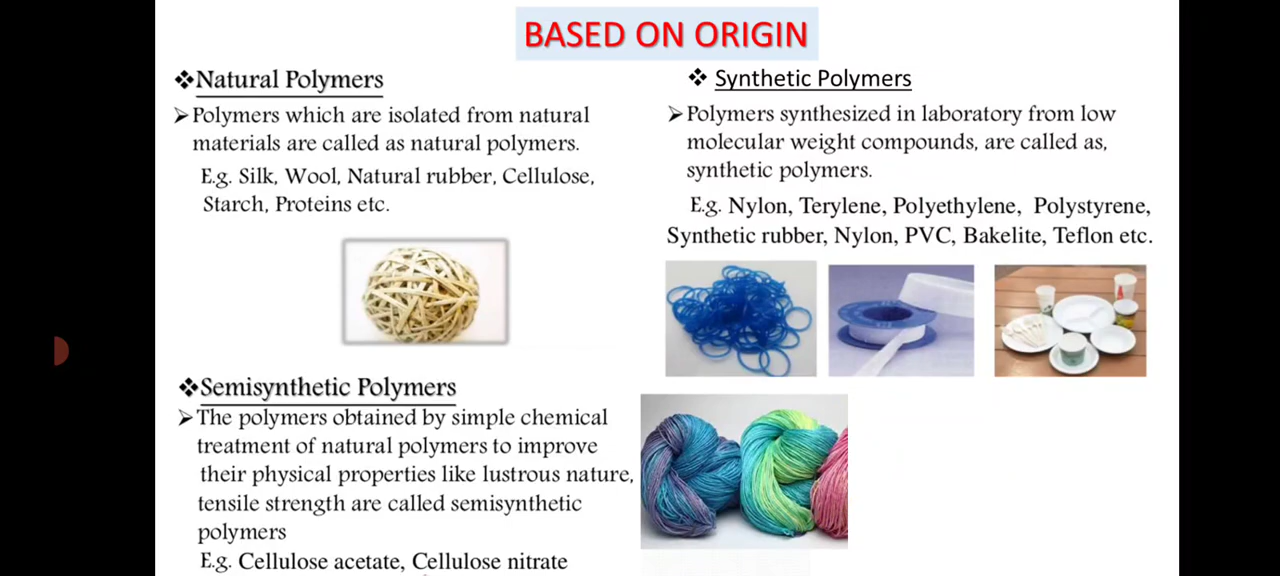 BASED ON ORIGIN
❖Natural Polymers
➢Polymers which are isolated from natural
materials are called as natural polymers.
E.g. Silk, Wool, Natural rubber, Cellulose,
Starch, Proteins etc.
❖ Synthetic Polymers
➢Polymers synthesized in laboratory from low
molecular weight compounds, are called as,
synthetic polymers.
E.g. Nylon, Terylene, Polyethylene, Polystyrene,
Synthetic rubber, Nylon, PVC, Bakelite, Teflon etc.
❖Semisynthetic Polymers
➢The polymers obtained by simple chemical
treatment of natural polymers to improve
their physical properties like lustrous nature,
tensile strength are called semisynthetic
polymers
E.g. Cellulose acetate, Cellulose nitrate